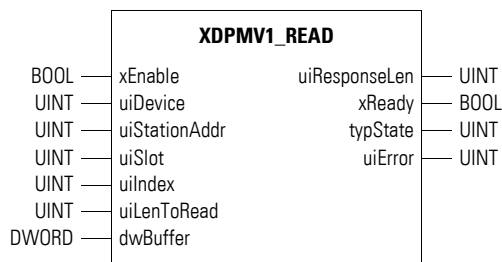 XDPMV1_READ
BOOL xEnable uiResponseLen UINT
UINT uiDevice xReady BOOL
UINT uiStationAddr typState UINT
UINT uiSlot uiError UINT
UINT uiIndex
UINT uiLenToRead
DWORD dwBuffer